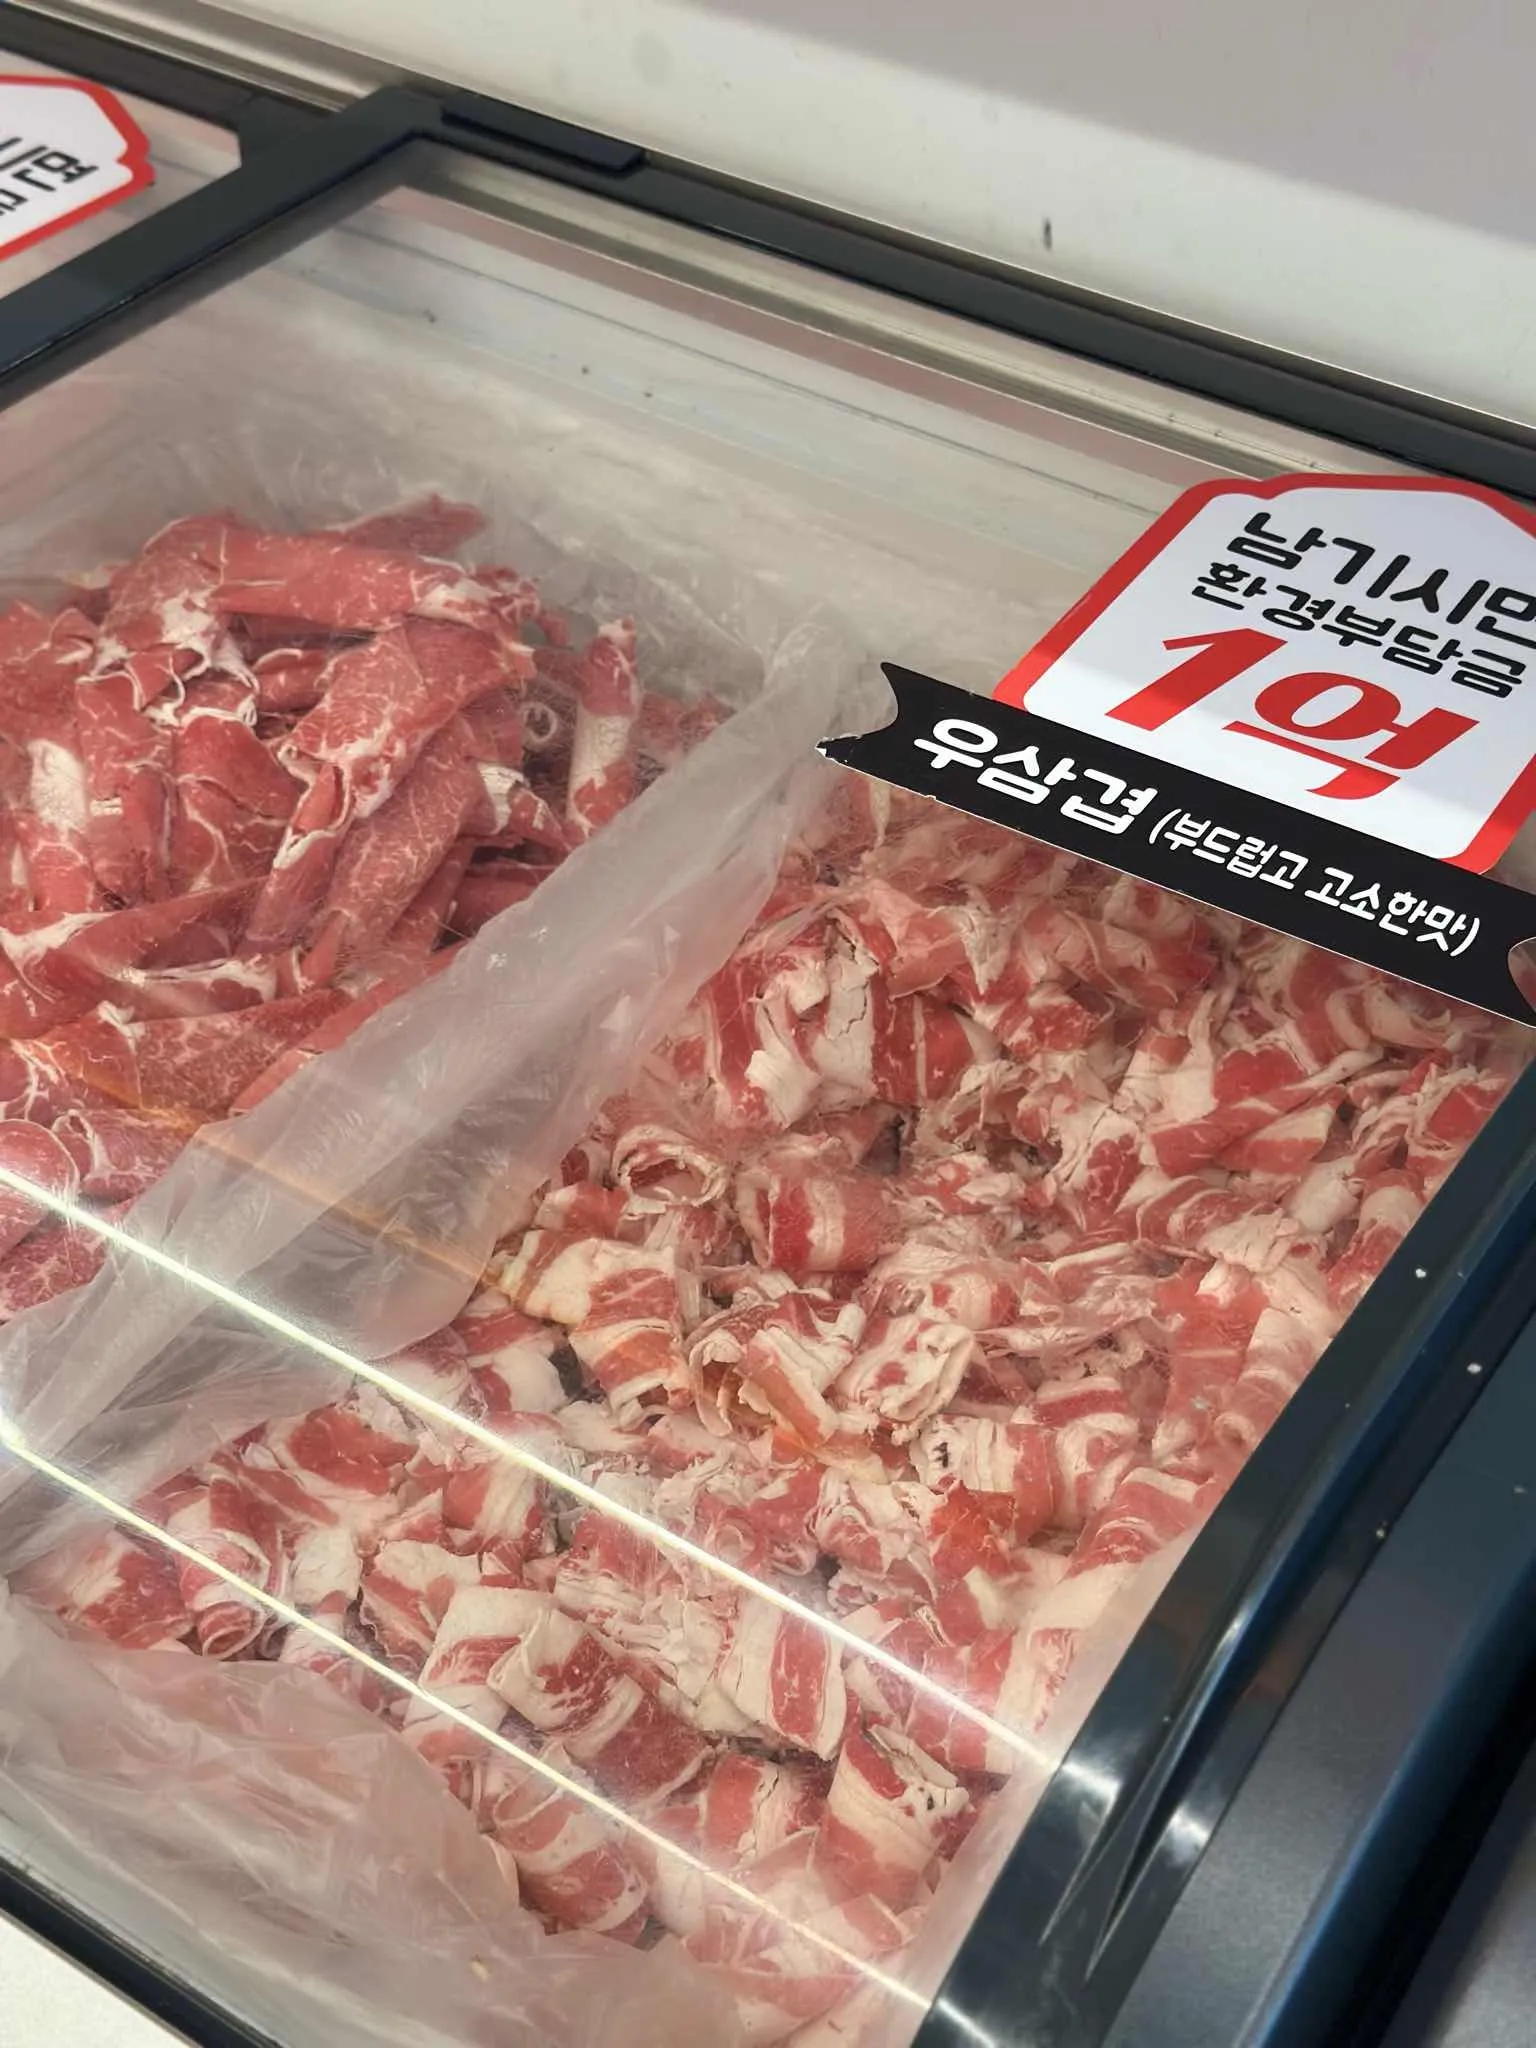 남기시면
환경부담금
1억
우삼겹 (부드럽고 고소한맛)